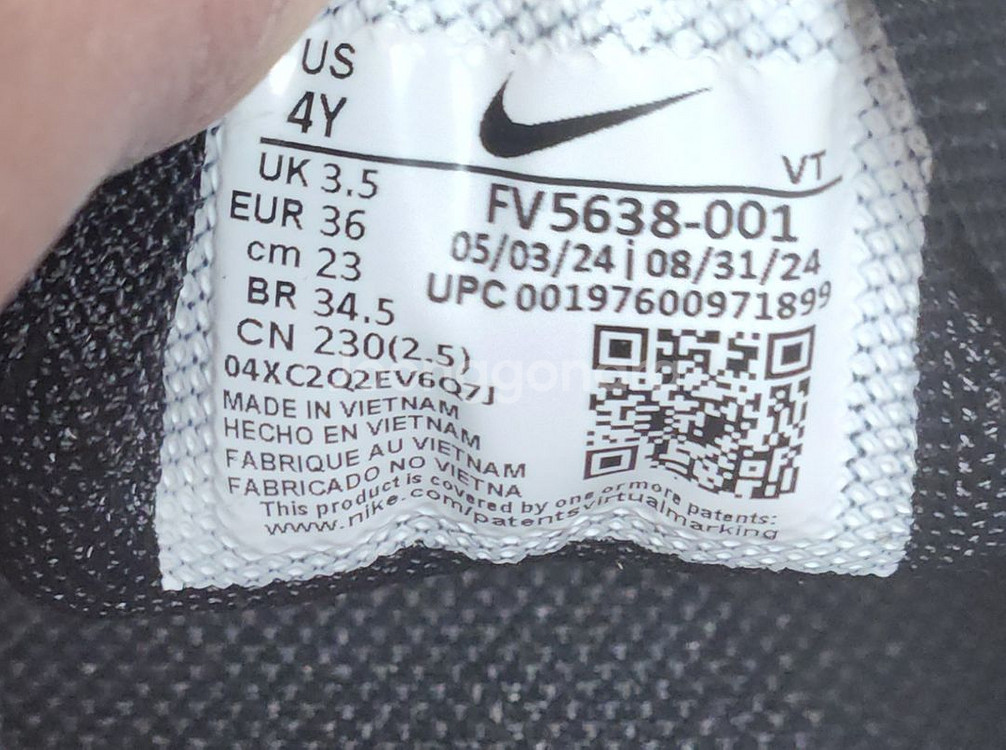 US
4Y
VT
UK 3.5
EUR 36
cm 23
BR 34.5
CN 230(2.5)
FV5638-001
05/03/24 | 08/31/24
UPC 00197600971899
04XC2Q2EV6Q7J
MADE IN VIETNAM
HECHO EN VIETNAM
FABRIQUE AU VIETNAM
FABRICADO NO VIETNA
This product is covered by one or more patents:
www.nike.com/patentsvirtualmarking